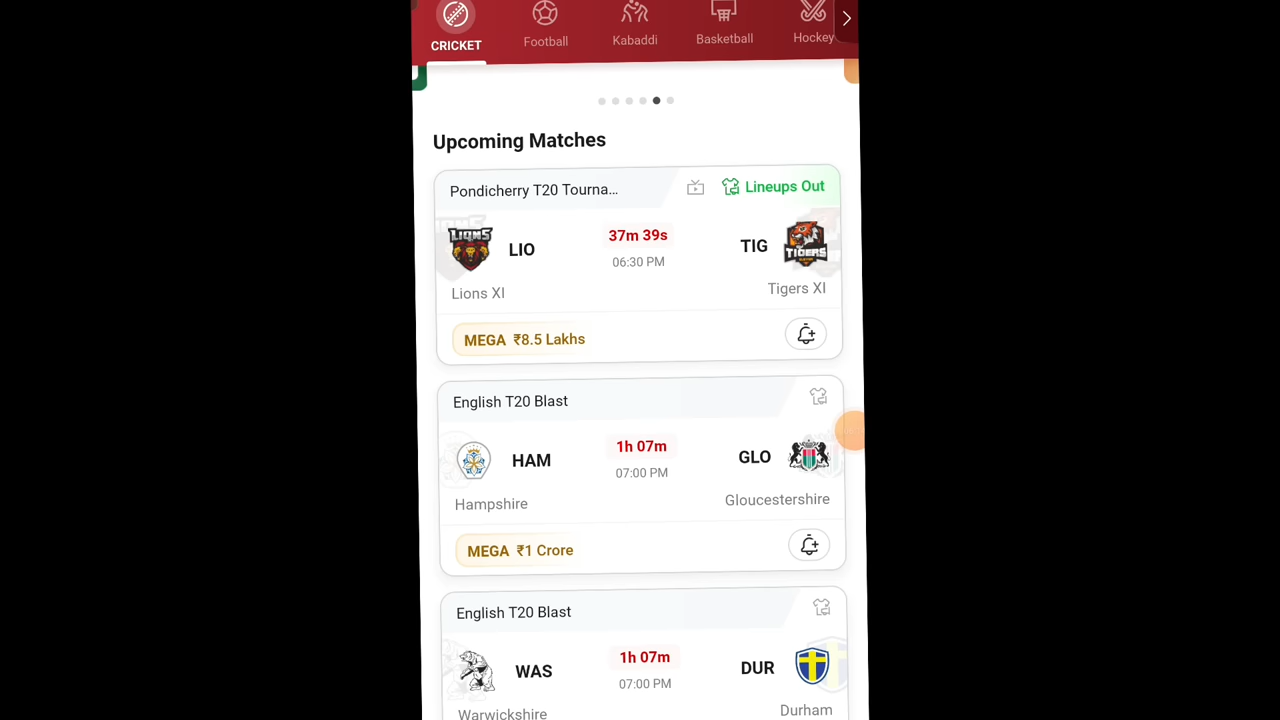 CRICKET Football Kabaddi Basketball Hockey
Upcoming Matches
Pondicherry T20 Tourna... Lineups Out
LIONS LIO 37m 39s TIG TIGERS
06:30 PM
Lions XI Tigers XI
MEGA ₹8.5 Lakhs
English T20 Blast
HAM 1h 07m GLO
07:00 PM
Hampshire Gloucestershire
MEGA ₹1 Crore
English T20 Blast
WAS 1h 07m DUR
07:00 PM
Warwickshire Durham